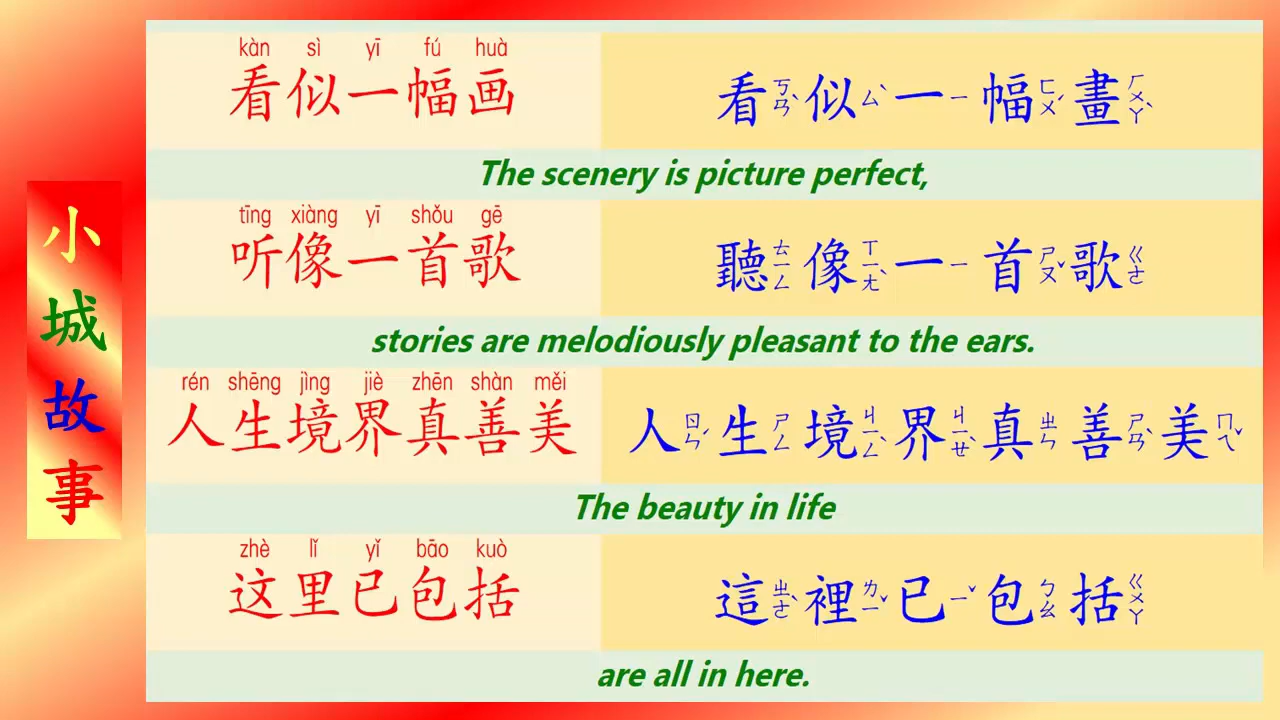 小城故事
kàn sì yī fú huà
看似一幅画
看ㄎㄢˋ似ㄙˋ一ㄧ幅ㄈㄨˊ畫ㄏㄨㄚˋ
The scenery is picture perfect,
tīng xiàng yī shǒu gē
听像一首歌
聽ㄊㄧㄥ像ㄒㄧㄤˋ一ㄧ首ㄕㄡˇ歌ㄍㄜ
stories are melodiously pleasant to the ears.
rén shēng jìng jiè zhēn shàn měi
人生境界真善美
人ㄖㄣˊ生ㄕㄥ境ㄐㄧㄥˋ界ㄐㄧㄝˋ真ㄓㄣ善ㄕㄢˋ美ㄇㄟˇ
The beauty in life
zhè lǐ yǐ bāo kuò
这里已包括
這ㄓㄜˋ裡ㄌㄧˇ已ㄧˇ包ㄅㄠ括ㄍㄨㄚ
are all in here.